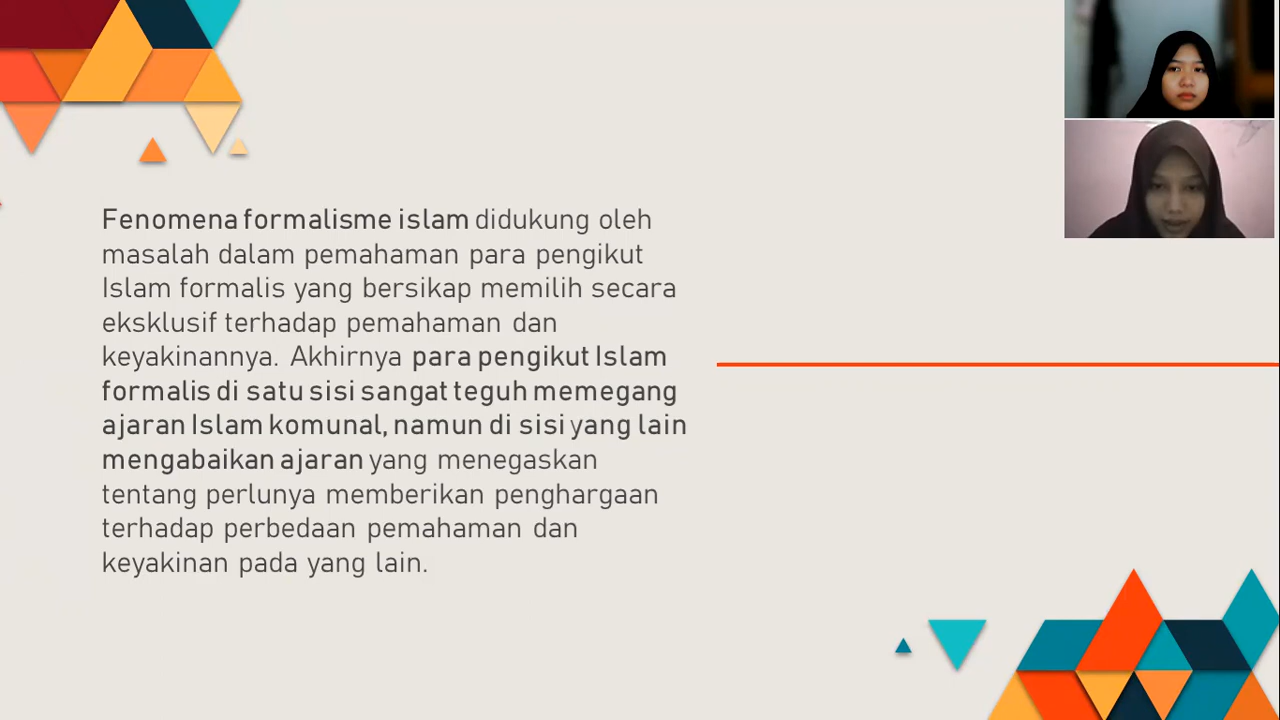 Fenomena formalisme islam didukung oleh
masalah dalam pemahaman para pengikut
Islam formalis yang bersikap memilih secara
eksklusif terhadap pemahaman dan
keyakinannya. Akhirnya para pengikut Islam
formalis di satu sisi sangat teguh memegang
ajaran Islam komunal, namun di sisi yang lain
mengabaikan ajaran yang menegaskan
tentang perlunya memberikan penghargaan
terhadap perbedaan pemahaman dan
keyakinan pada yang lain.